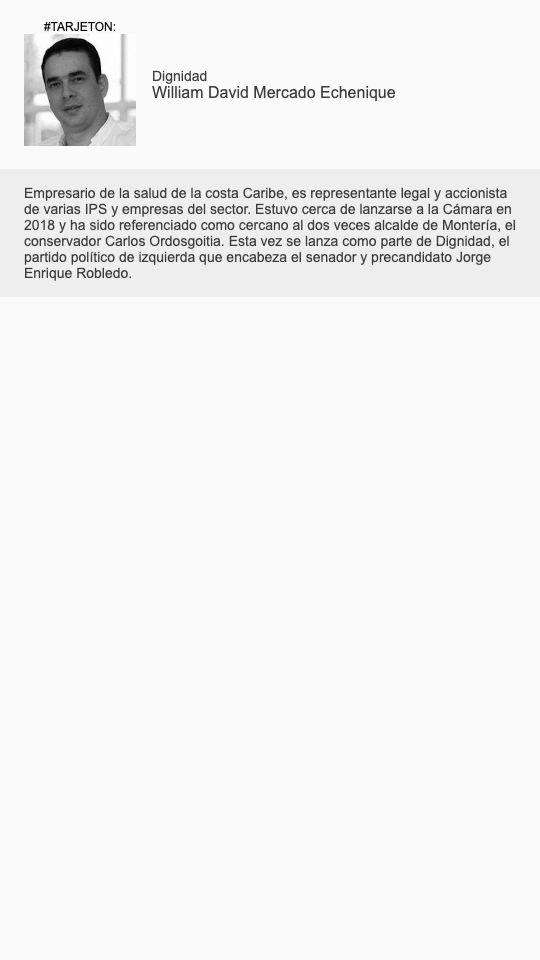 #TARJETON:
Dignidad
William David Mercado Echenique
Empresario de la salud de la costa Caribe, es representante legal y accionista
de varias IPS y empresas del sector. Estuvo cerca de lanzarse a la Cámara en
2018 y ha sido referenciado como cercano al dos veces alcalde de Montería, el
conservador Carlos Ordosgoitia. Esta vez se lanza como parte de Dignidad, el
partido político de izquierda que encabeza el senador y precandidato Jorge
Enrique Robledo.